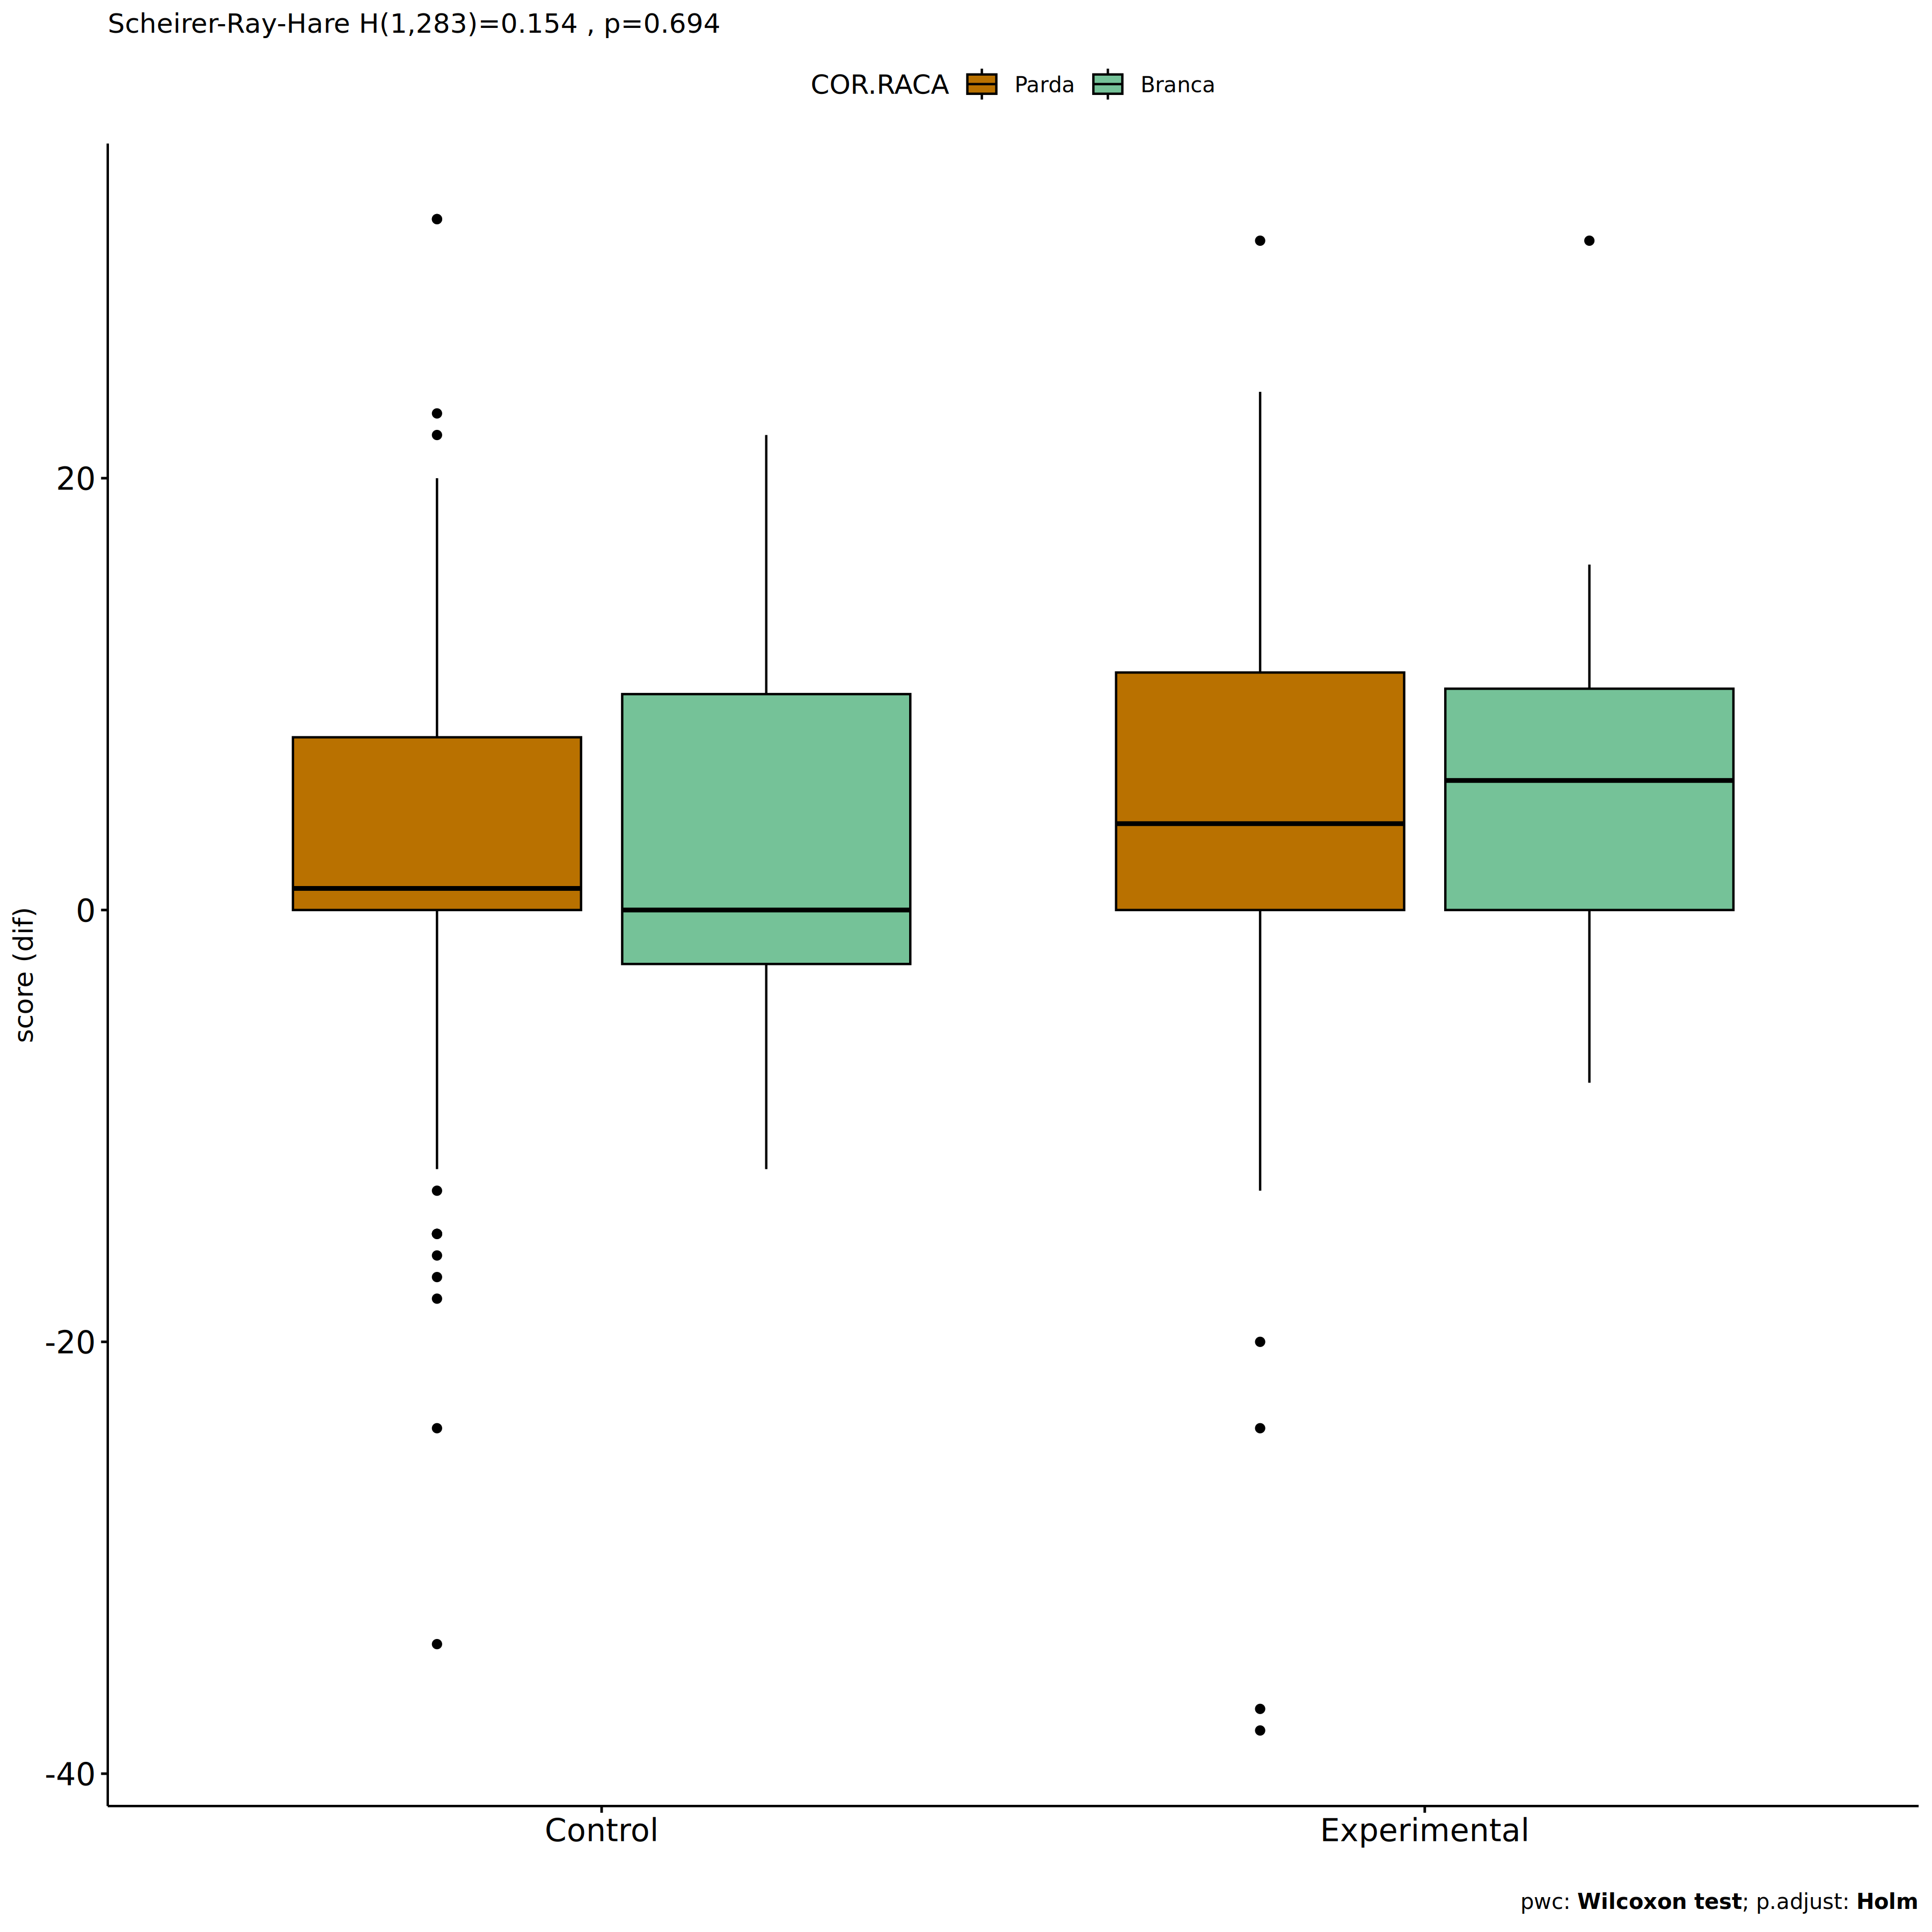 Scheirer-Ray-Hare H(1,283)=0.154 , p=0.694
COR.RACA Parda Branca
score (dif)
20
0
-20
-40
Control Experimental
pwc: Wilcoxon test; p.adjust: Holm